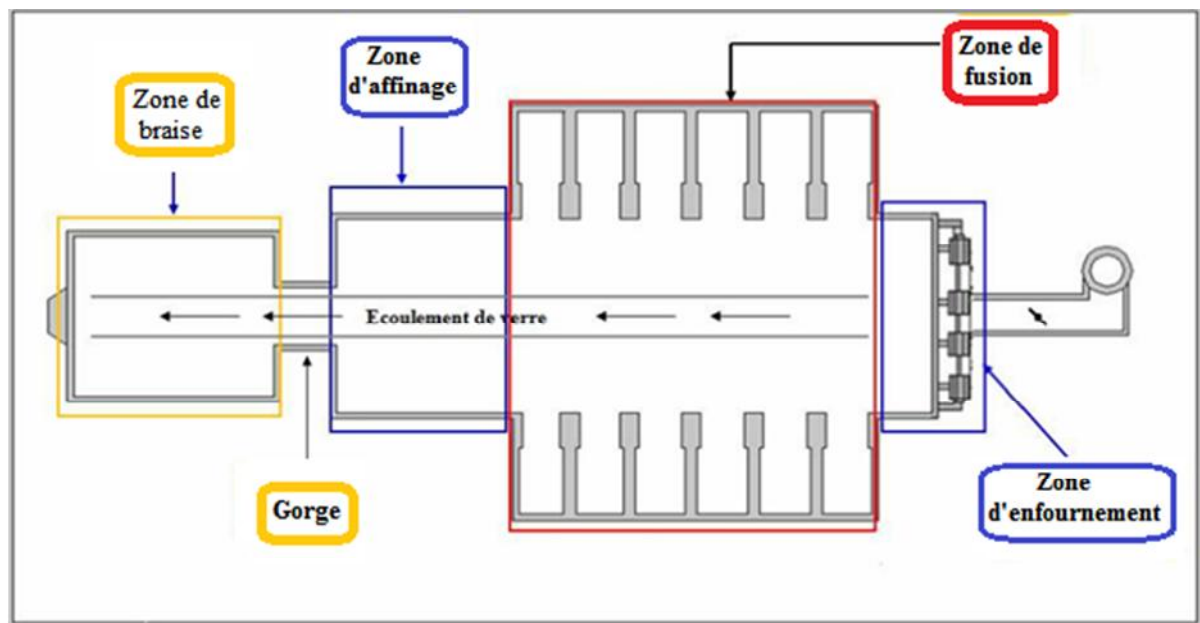 Zone
d'affinage
Zone de
fusion
Zone de
braise
Ecoulement de verre
Gorge
Zone
d'enfournement